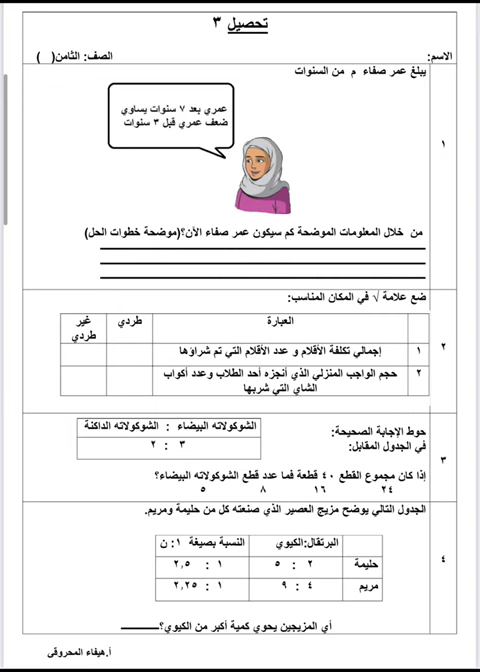 تحصيل ٣
الاسم: الصف: الثامن( )
١
يبلغ عمر صفاء م من السنوات
عمري بعد ٧ سنوات يساوي
ضعف عمري قبل ٣ سنوات
من خلال المعلومات الموضحة كم سيكون عمر صفاء الآن؟(موضحة خطوات الحل)
٢
ضع علامة √ في المكان المناسب:
العبارة طردي غير طردي
١ إجمالي تكلفة الأقلام و عدد الأقلام التي تم شراؤها
٢ حجم الواجب المنزلي الذي أنجزه أحد الطلاب وعدد أكواب
الشاي التي شربها
٣
حوط الإجابة الصحيحة:
في الجدول المقابل:
الشوكولاته البيضاء : الشوكولاته الداكنة
٣ : ٢
إذا كان مجموع القطع ٤٠ قطعة فما عدد قطع الشوكولاته البيضاء؟
٢٤ ١٦ ٨ ٥
٤
الجدول التالي يوضح مزيج العصير الذي صنعته كل من حليمة ومريم.
البرتقال:الكيوي النسبة بصيغة ١: ن
حليمة ٢ : ٥ ١ : ٢,٥
مريم ٤ : ٩ ١ : ٢,٢٥
أي المزيجين يحوي كمية أكبر من الكيوي؟
أ.هيفاء المحروقي